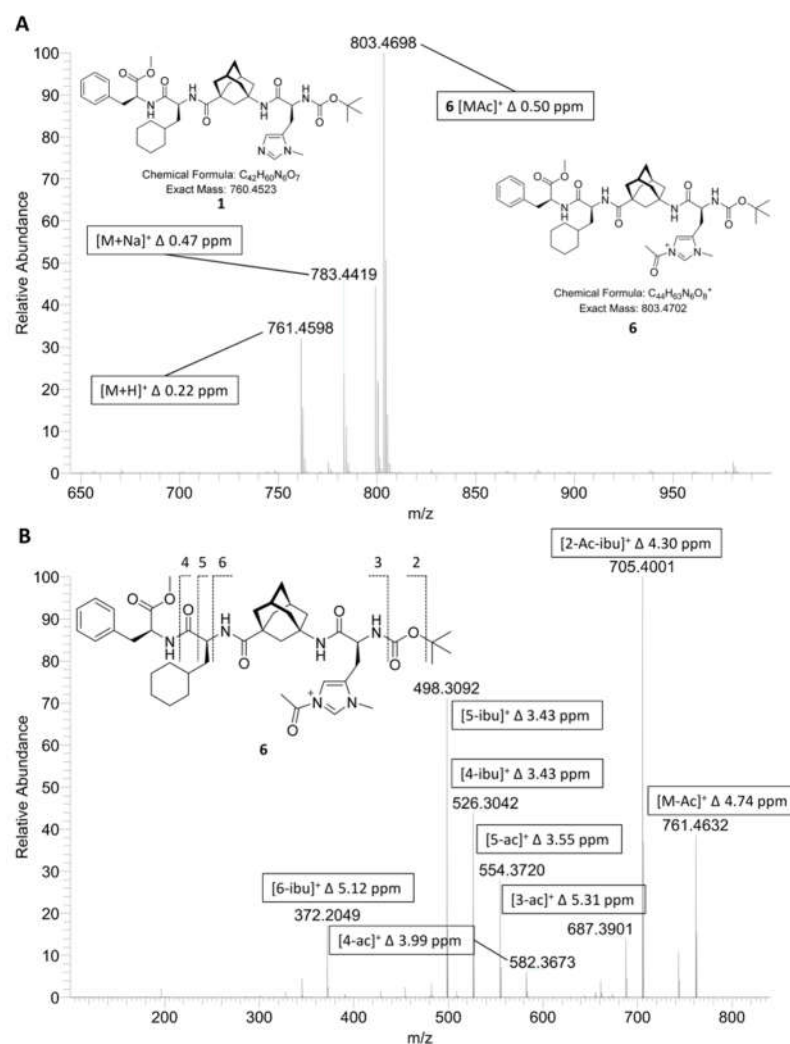 A
803.4698
100
90
80
70
60
50
40
30
20
10
0
Relative Abundance
O
O
O
N
H
H
N
O
O
N
H
H
N
O
O
N
N
Chemical Formula: C42H60N6O7
Exact Mass: 760.4523
1
6 [MAc]+ Δ 0.50 ppm
[M+Na]+ Δ 0.47 ppm
783.4419
761.4598
[M+H]+ Δ 0.22 ppm
O
O
O
N
H
H
N
O
O
N
H
H
N
O
O
N
+
N
O
Chemical Formula: C44H63N6O8+
Exact Mass: 803.4702
6
650 700 750 800 850 900 950
m/z
B
[2-Ac-ibu]+ Δ 4.30 ppm
705.4001
100
90
80
70
60
50
40
30
20
10
0
Relative Abundance
4 5 6 3 2
O
O
O
N
H
H
N
O
O
N
H
H
N
O
O
N
+
N
O
6
498.3092
[5-ibu]+ Δ 3.43 ppm
[4-ibu]+ Δ 3.43 ppm
526.3042
[M-Ac]+ Δ 4.74 ppm
761.4632
[5-ac]+ Δ 3.55 ppm
554.3720
[6-ibu]+ Δ 5.12 ppm
372.2049
[3-ac]+ Δ 5.31 ppm
687.3901
[4-ac]+ Δ 3.99 ppm
582.3673
200 300 400 500 600 700 800
m/z